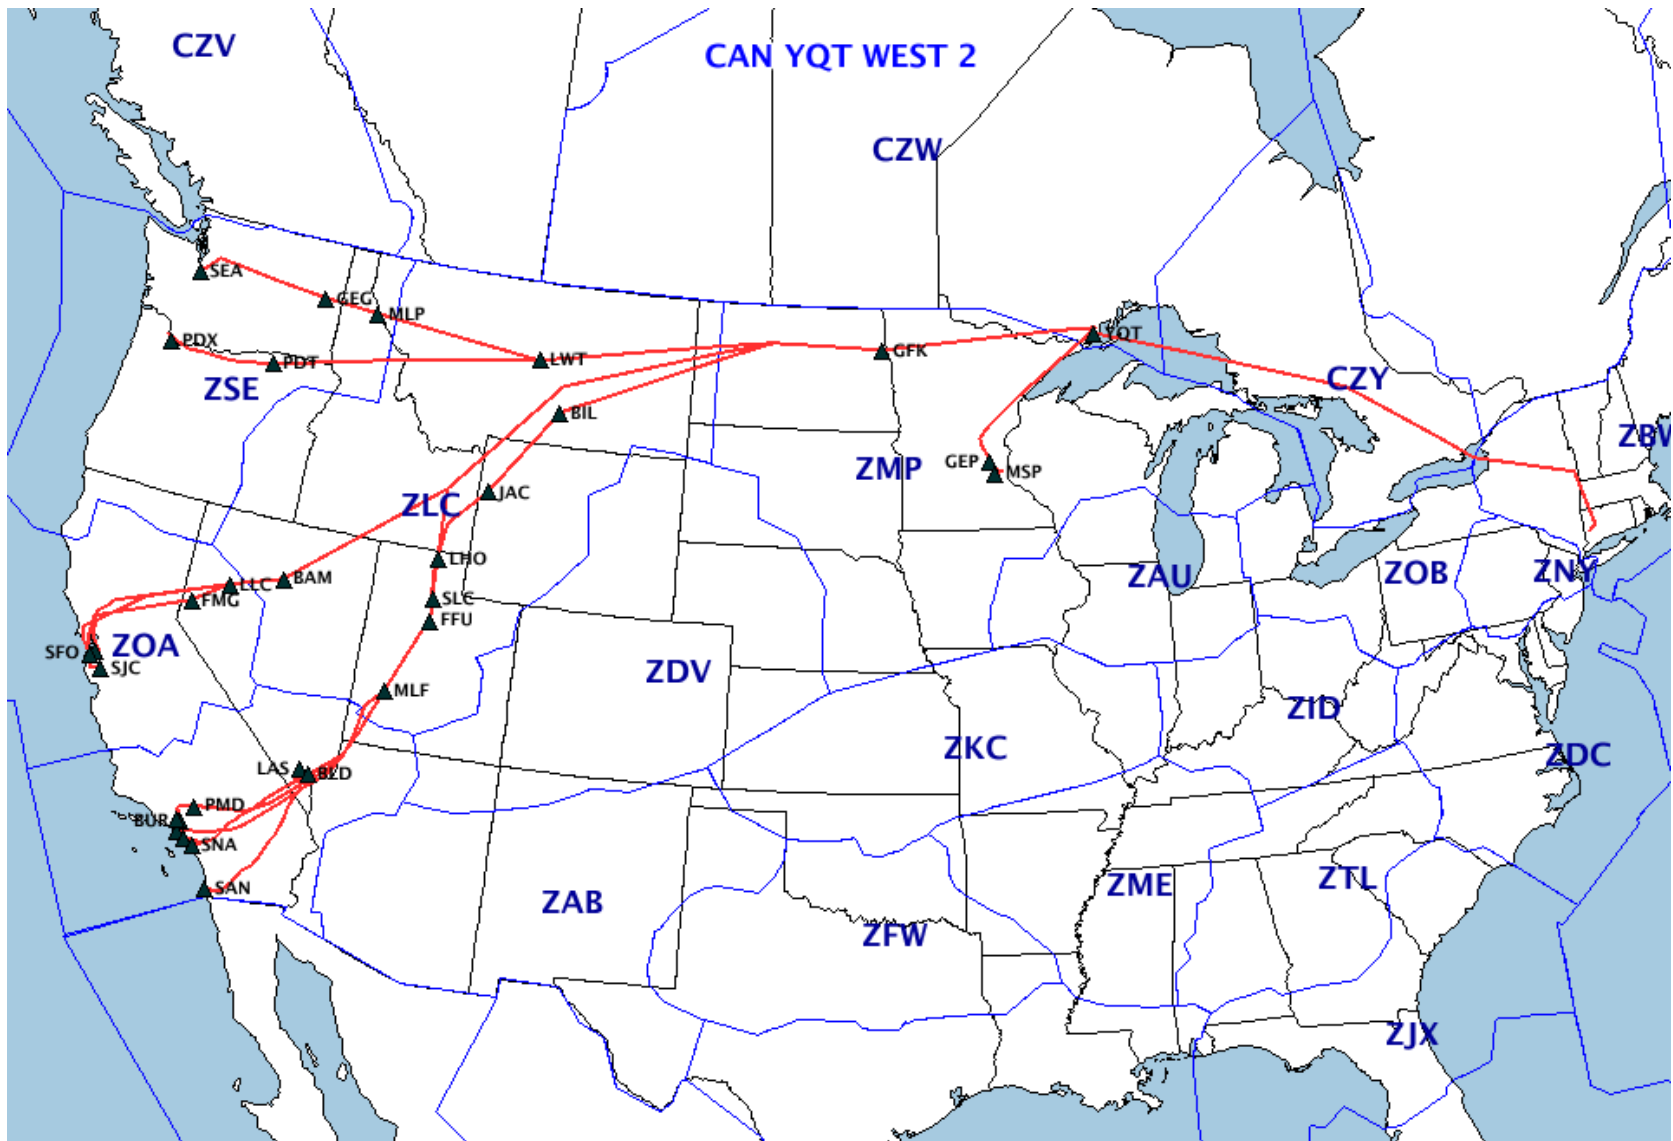 CZV
CAN YQT WEST 2
CZW
SEA
GEG
MLP
PDX
PDT
LWT
GFK
YQT
ZSE
CZY
BIL
ZBW
GEP
MSP
ZMP
JAC
ZLC
LHO
BAM
LLC
FMG
SLC
FFU
ZAU
ZOB
ZNY
SFO
ZOA
SJC
ZDV
MLF
ZID
ZKC
ZDC
LAS
BLD
PMD
BUR
SNA
SAN
ZAB
ZME
ZTL
ZFW
ZJX